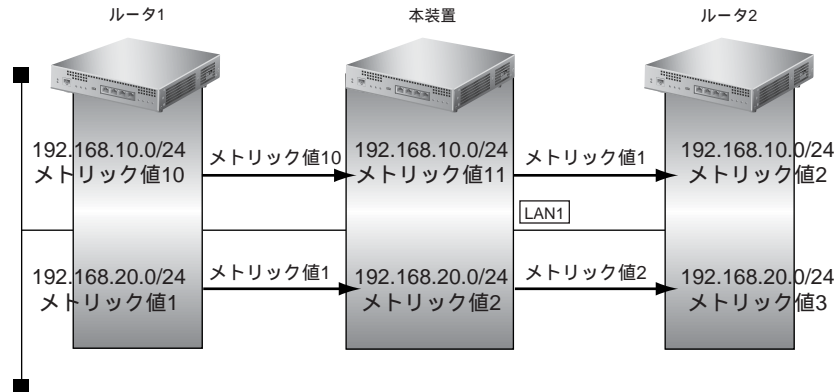 ルータ1
本装置
ルータ2
192.168.10.0/24
メトリック値10
メトリック値10
192.168.10.0/24
メトリック値11
メトリック値1
192.168.10.0/24
メトリック値2
LAN1
192.168.20.0/24
メトリック値1
メトリック値1
192.168.20.0/24
メトリック値2
メトリック値2
192.168.20.0/24
メトリック値3